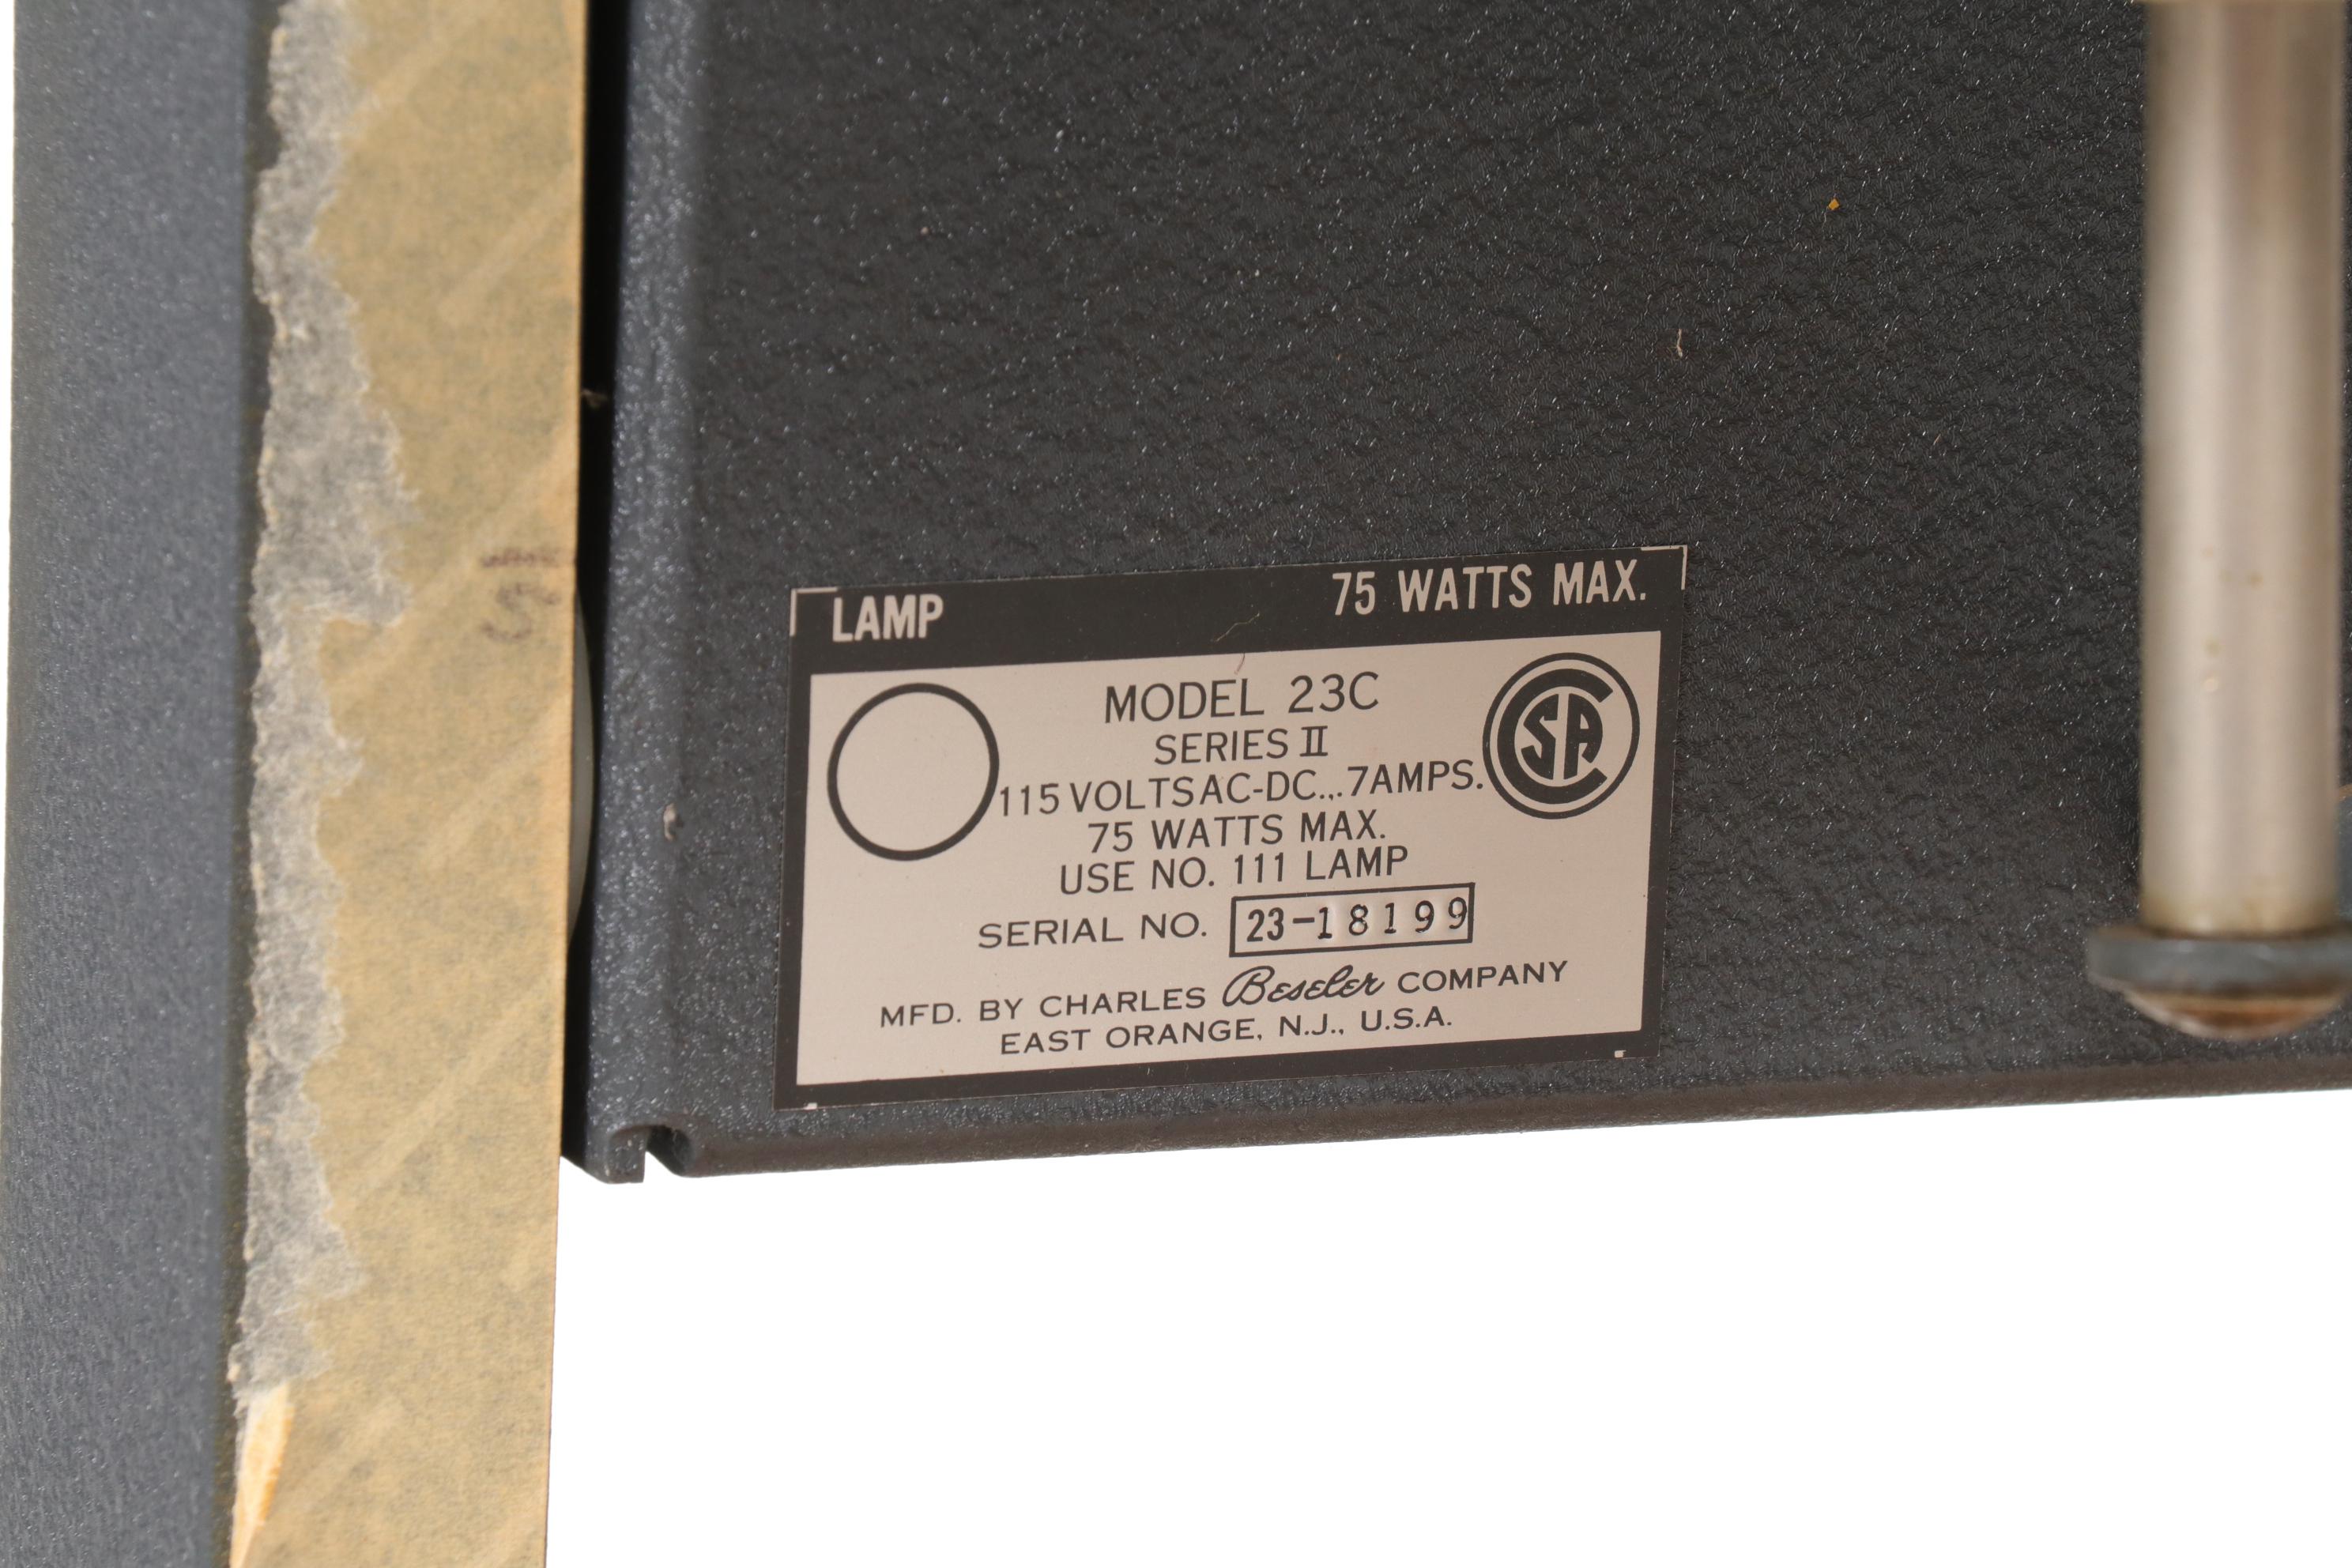 LAMP 75 WATTS MAX.
MODEL 23C
SERIES II
115 VOLTS AC-DC...7AMPS.
75 WATTS MAX.
USE NO. 111 LAMP
SERIAL NO. 23-18199
MFD. BY CHARLES Beseler COMPANY
EAST ORANGE, N.J., U.S.A.
CSA